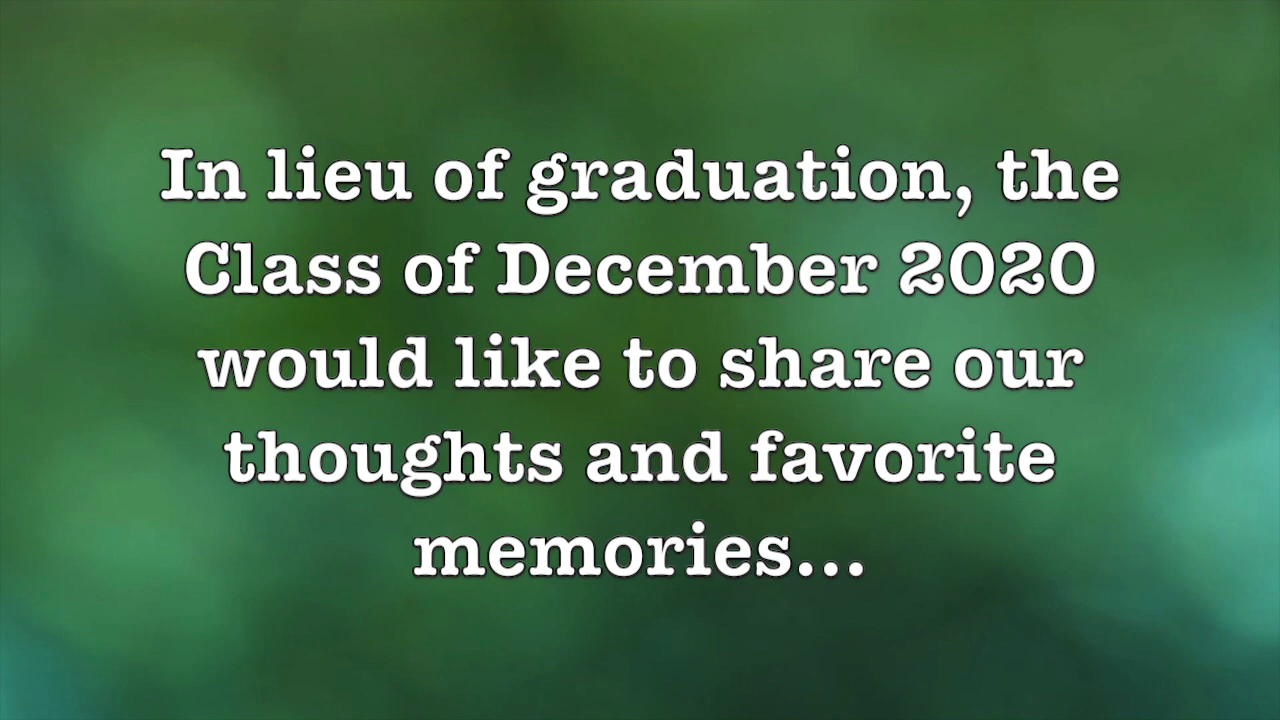 In lieu of graduation, the
Class of December 2020
would like to share our
thoughts and favorite
memories...